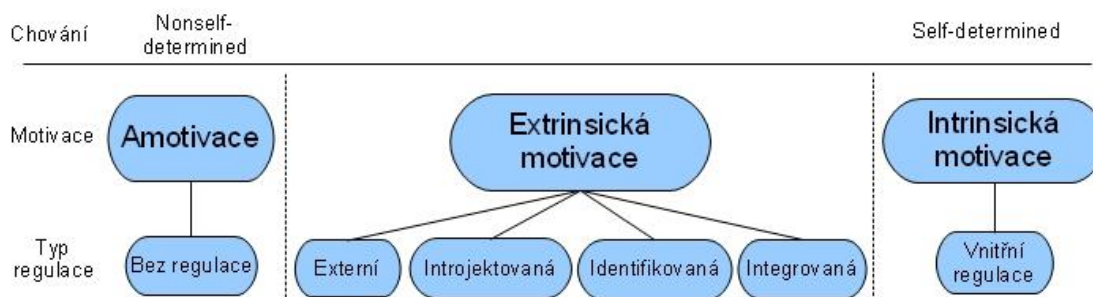 Chování
Nonself-
determined
Self-determined
Motivace
Amotivace
Extrinsická
motivace
Intrinsická
motivace
Typ
regulace
Bez regulace
Externí
Introjektovaná
Identifikovaná
Integrovaná
Vnitřní
regulace